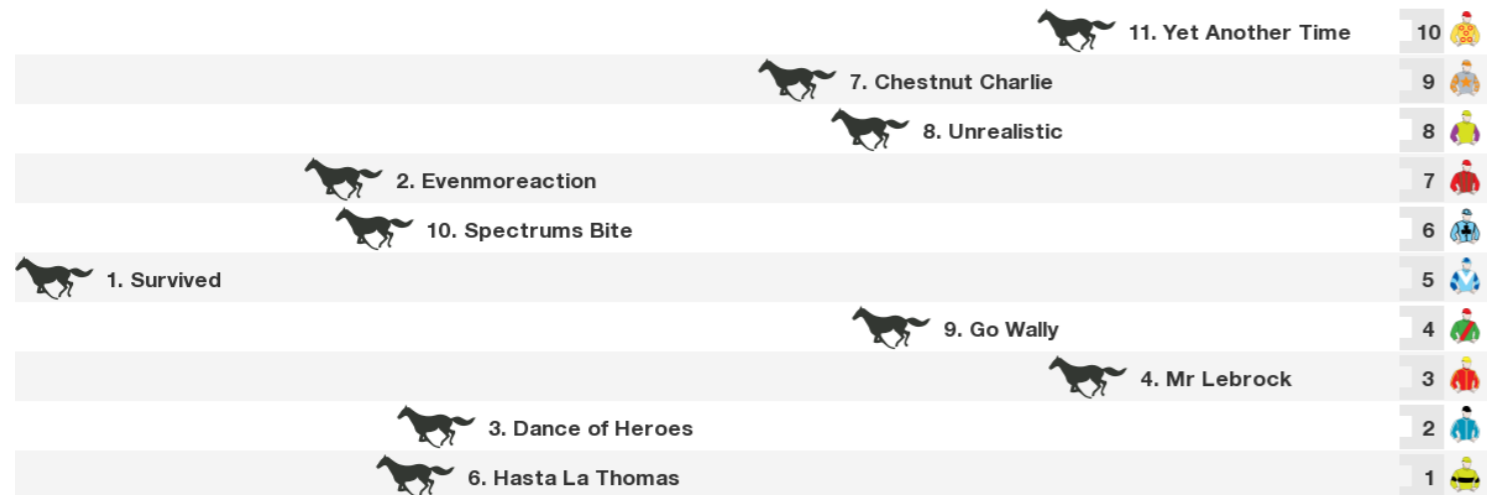 11. Yet Another Time 10
7. Chestnut Charlie 9
8. Unrealistic 8
2. Evenmoreaction 7
10. Spectrums Bite 6
1. Survived 5
9. Go Wally 4
4. Mr Lebrock 3
3. Dance of Heroes 2
6. Hasta La Thomas 1